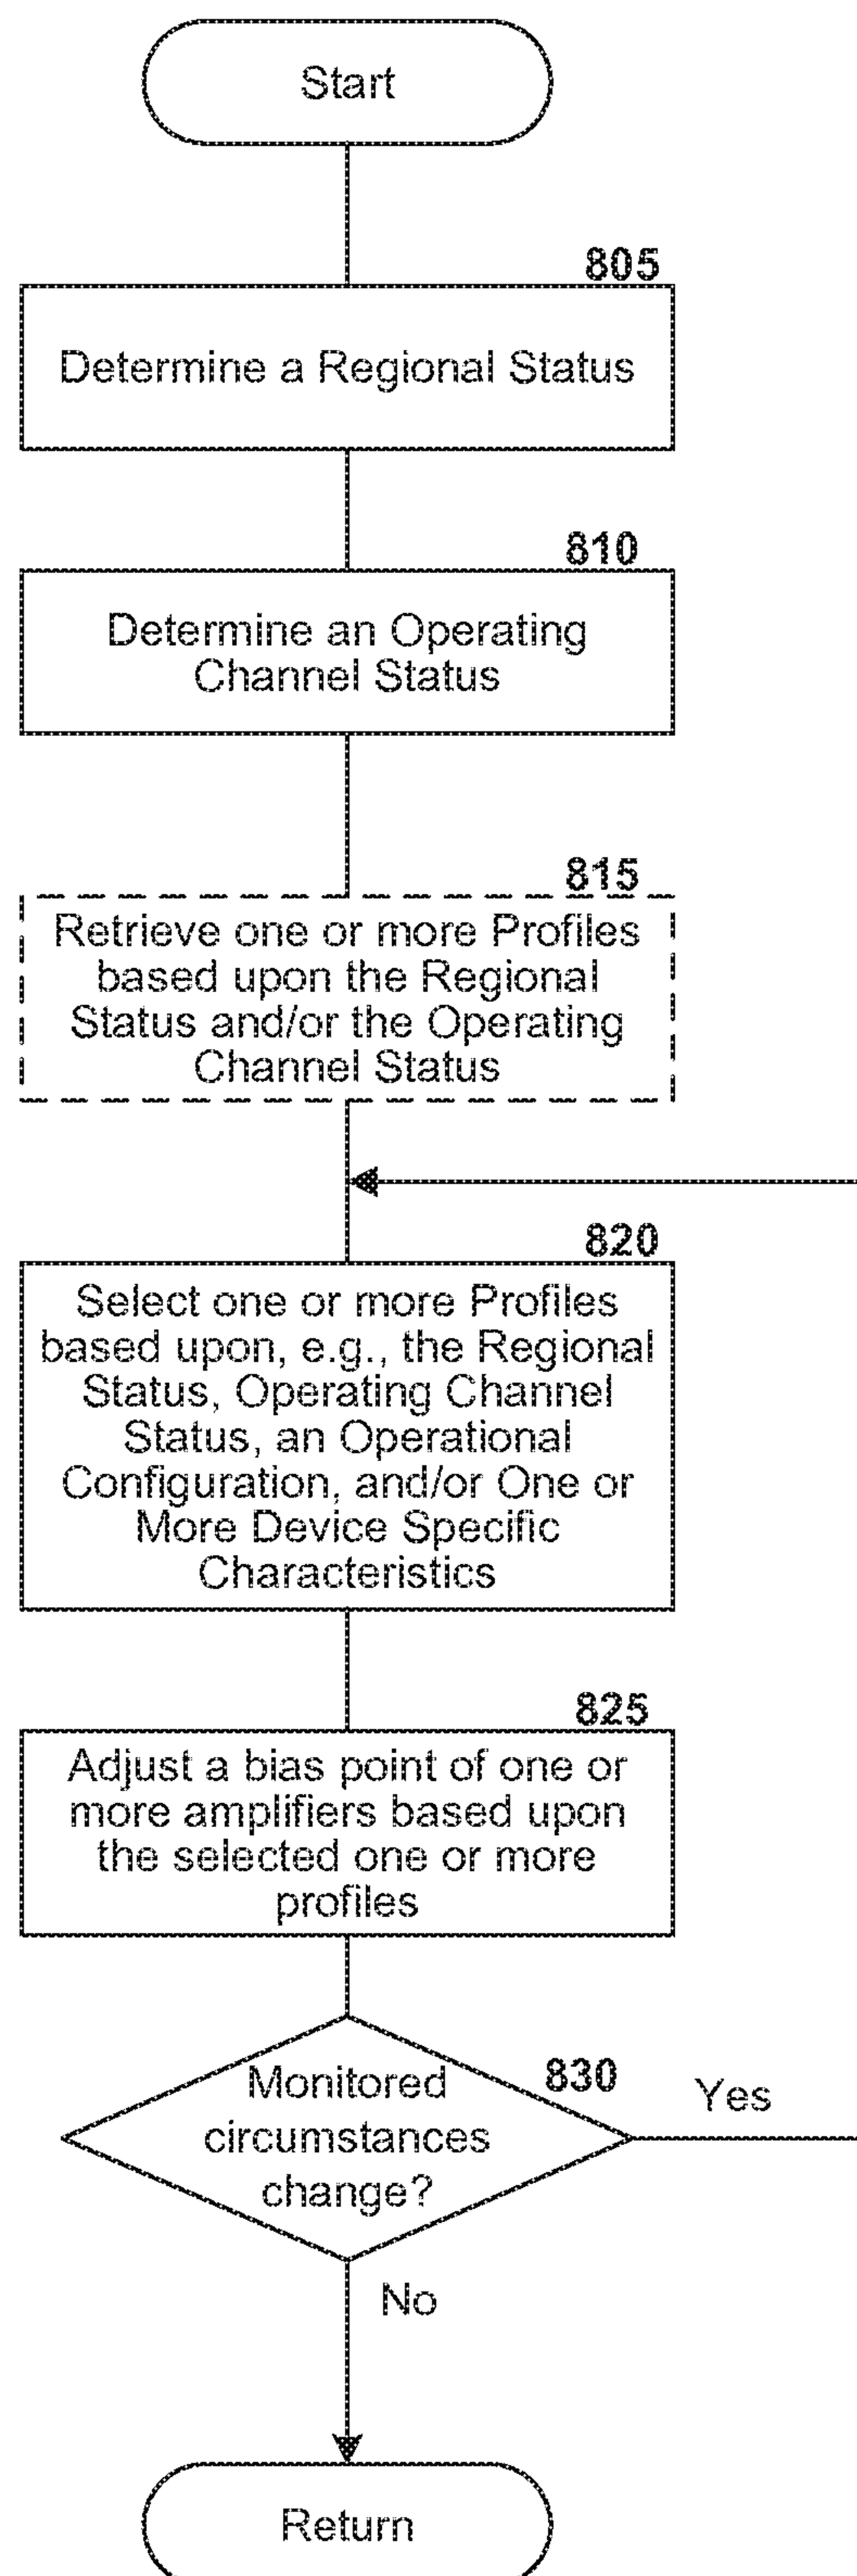 Start
805
Determine a Regional Status
810
Determine an Operating
Channel Status
815
Retrieve one or more Profiles
based upon the Regional
Status and/or the Operating
Channel Status
820
Select one or more Profiles
based upon, e.g., the Regional
Status, Operating Channel
Status, an Operational
Configuration, and/or One or
More Device Specific
Characteristics
825
Adjust a bias point of one or
more amplifiers based upon
the selected one or more
profiles
830
Monitored
circumstances
change?
Yes
No
Return